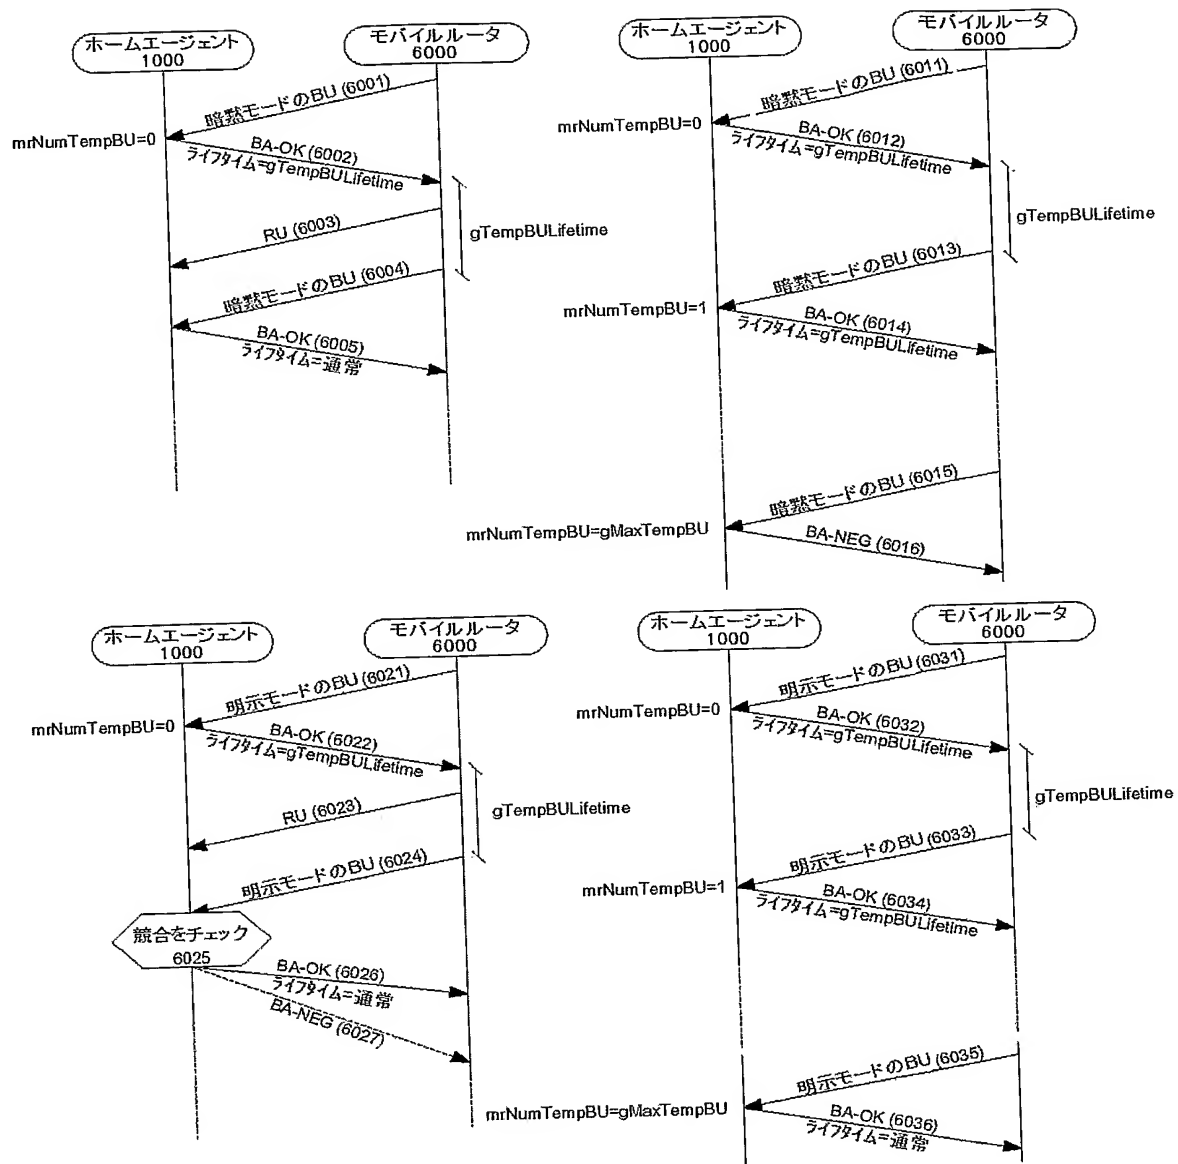 ホームエージェント
1000
モバイルルータ
6000
暗黙モードのBU (6001)
mrNumTempBU=0
BA-OK (6002)
ライフタイム=gTempBULifetime
RU (6003)
gTempBULifetime
暗黙モードのBU (6004)
BA-OK (6005)
ライフタイム=通常
ホームエージェント
1000
モバイルルータ
6000
暗黙モードのBU (6011)
mrNumTempBU=0
BA-OK (6012)
ライフタイム=gTempBULifetime
gTempBULifetime
暗黙モードのBU (6013)
mrNumTempBU=1
BA-OK (6014)
ライフタイム=gTempBULifetime
暗黙モードのBU (6015)
mrNumTempBU=gMaxTempBU
BA-NEG (6016)
ホームエージェント
1000
モバイルルータ
6000
明示モードのBU (6021)
mrNumTempBU=0
BA-OK (6022)
ライフタイム=gTempBULifetime
RU (6023)
gTempBULifetime
明示モードのBU (6024)
競合をチェック
6025
BA-OK (6026)
ライフタイム=通常
BA-NEG (6027)
ホームエージェント
1000
モバイルルータ
6000
明示モードのBU (6031)
mrNumTempBU=0
BA-OK (6032)
ライフタイム=gTempBULifetime
gTempBULifetime
明示モードのBU (6033)
mrNumTempBU=1
BA-OK (6034)
ライフタイム=gTempBULifetime
明示モードのBU (6035)
mrNumTempBU=gMaxTempBU
BA-OK (6036)
ライフタイム=通常